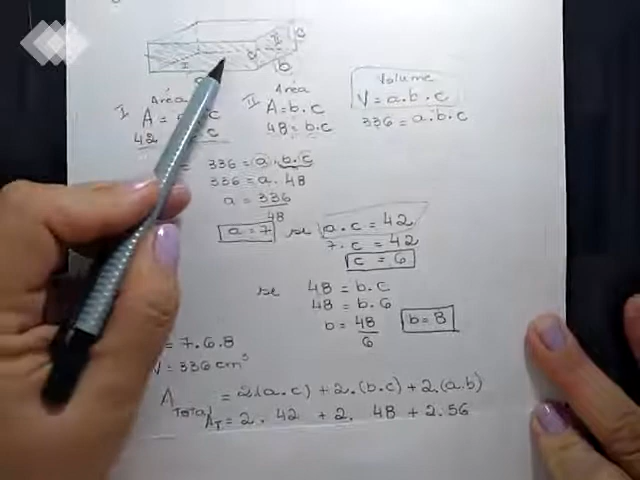 I Área II Área
A = c A = b.c
42 c 48 = b.c
Volume
V = a.b.c
336 = a.b.c
336 = a.b.c
336 = a.48
a = 336
48
a = 7 se a.c = 42
7.c = 42
c = 6
se 48 = b.c
48 = b.6
b = 48 b = 8
6
= 7.6.8
V = 336 cm³
A Total = 2(a.c) + 2.(b.c) + 2.(a.b)
AT = 2. 42 + 2. 48 + 2.56